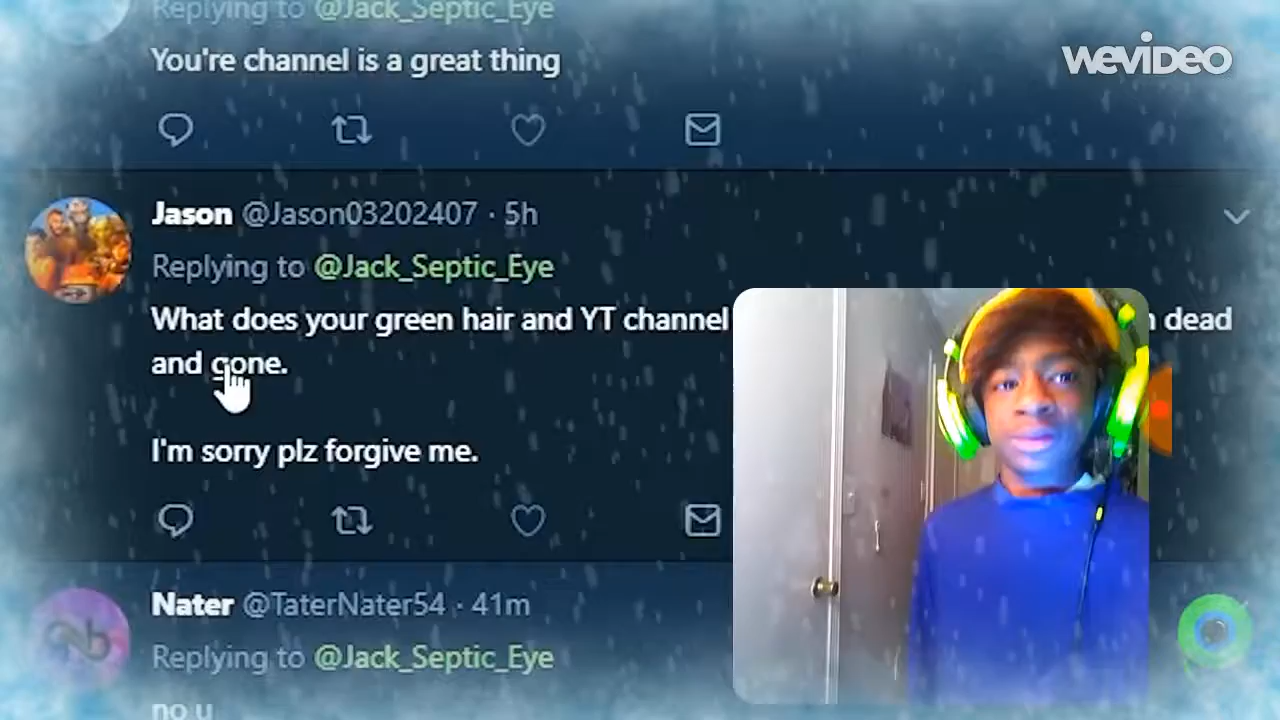 Replying to @Jack_Septic_Eye
You're channel is a great thing
WEVIDEO
Jason @Jason03202407 · 5h
Replying to @Jack_Septic_Eye
What does your green hair and YT channel dead
and gone.
I'm sorry plz forgive me.
Nater @TaterNater54 · 41m
Replying to @Jack_Septic_Eye
no u